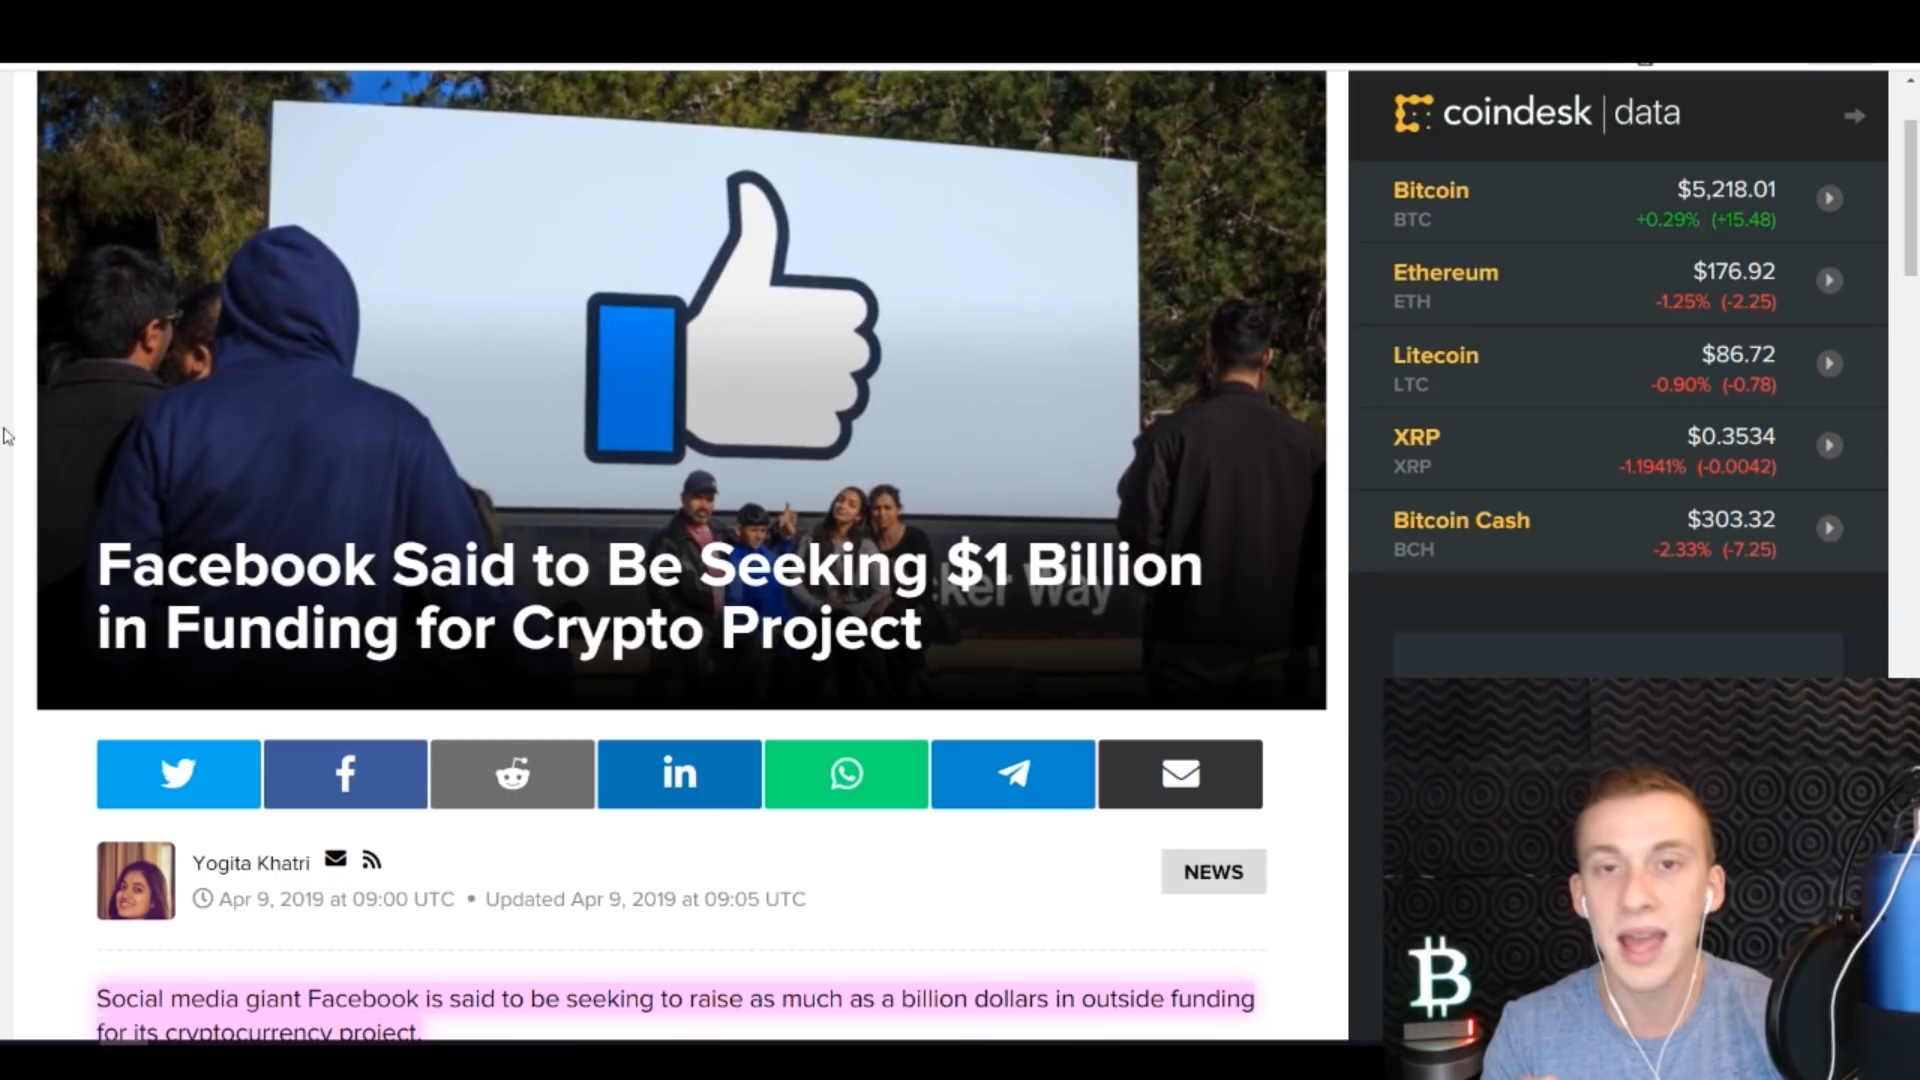 coindesk | data
Bitcoin
$5,218.01
BTC
+0.29% (+15.48)
Ethereum
$176.92
ETH
-1.25% (-2.25)
Litecoin
$86.72
LTC
-0.90% (-0.78)
XRP
$0.3534
XRP
-1.1941% (-0.0042)
Bitcoin Cash
$303.32
BCH
-2.33% (-7.25)
Facebook Said to Be Seeking $1 Billion
in Funding for Crypto Project
ker Way
Yogita Khatri
NEWS
Apr 9, 2019 at 09:00 UTC • Updated Apr 9, 2019 at 09:05 UTC
Social media giant Facebook is said to be seeking to raise as much as a billion dollars in outside funding
for its cryptocurrency project.